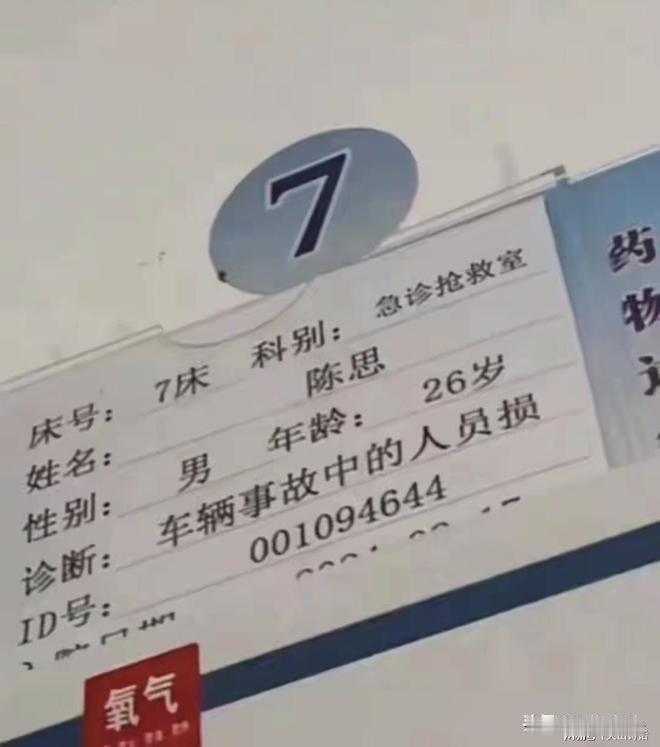 7
床号： 7床 科别： 急诊抢救室
姓名： 陈思
性别： 男 年龄： 26岁
诊断： 车辆事故中的人员损
ID号： 001094644
药
物
氧气